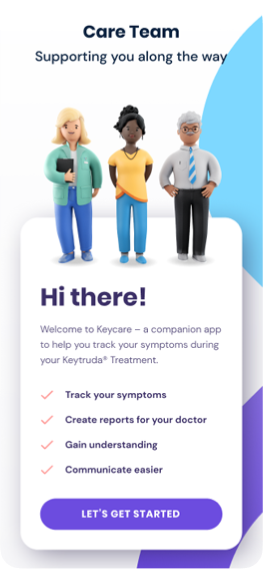 Care Team
Supporting you along the way
Hi there!
Welcome to Keycare – a companion app
to help you track your symptoms during
your Keytruda® Treatment.
Track your symptoms
Create reports for your doctor
Gain understanding
Communicate easier
LET'S GET STARTED